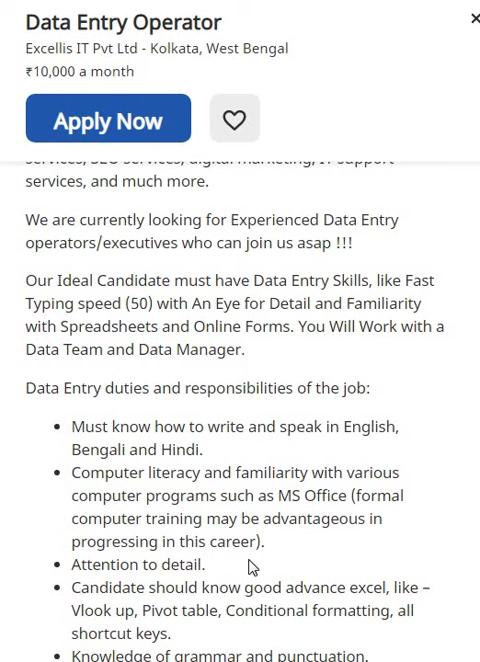 Data Entry Operator
Excellis IT Pvt Ltd - Kolkata, West Bengal
₹10,000 a month
Apply Now
services, SEO services, digital marketing, IT support
services, and much more.
We are currently looking for Experienced Data Entry
operators/executives who can join us asap !!!
Our Ideal Candidate must have Data Entry Skills, like Fast
Typing speed (50) with An Eye for Detail and Familiarity
with Spreadsheets and Online Forms. You Will Work with a
Data Team and Data Manager.
Data Entry duties and responsibilities of the job:
• Must know how to write and speak in English,
Bengali and Hindi.
• Computer literacy and familiarity with various
computer programs such as MS Office (formal
computer training may be advantageous in
progressing in this career).
• Attention to detail.
• Candidate should know good advance excel, like –
Vlook up, Pivot table, Conditional formatting, all
shortcut keys.
• Knowledge of grammar and punctuation.